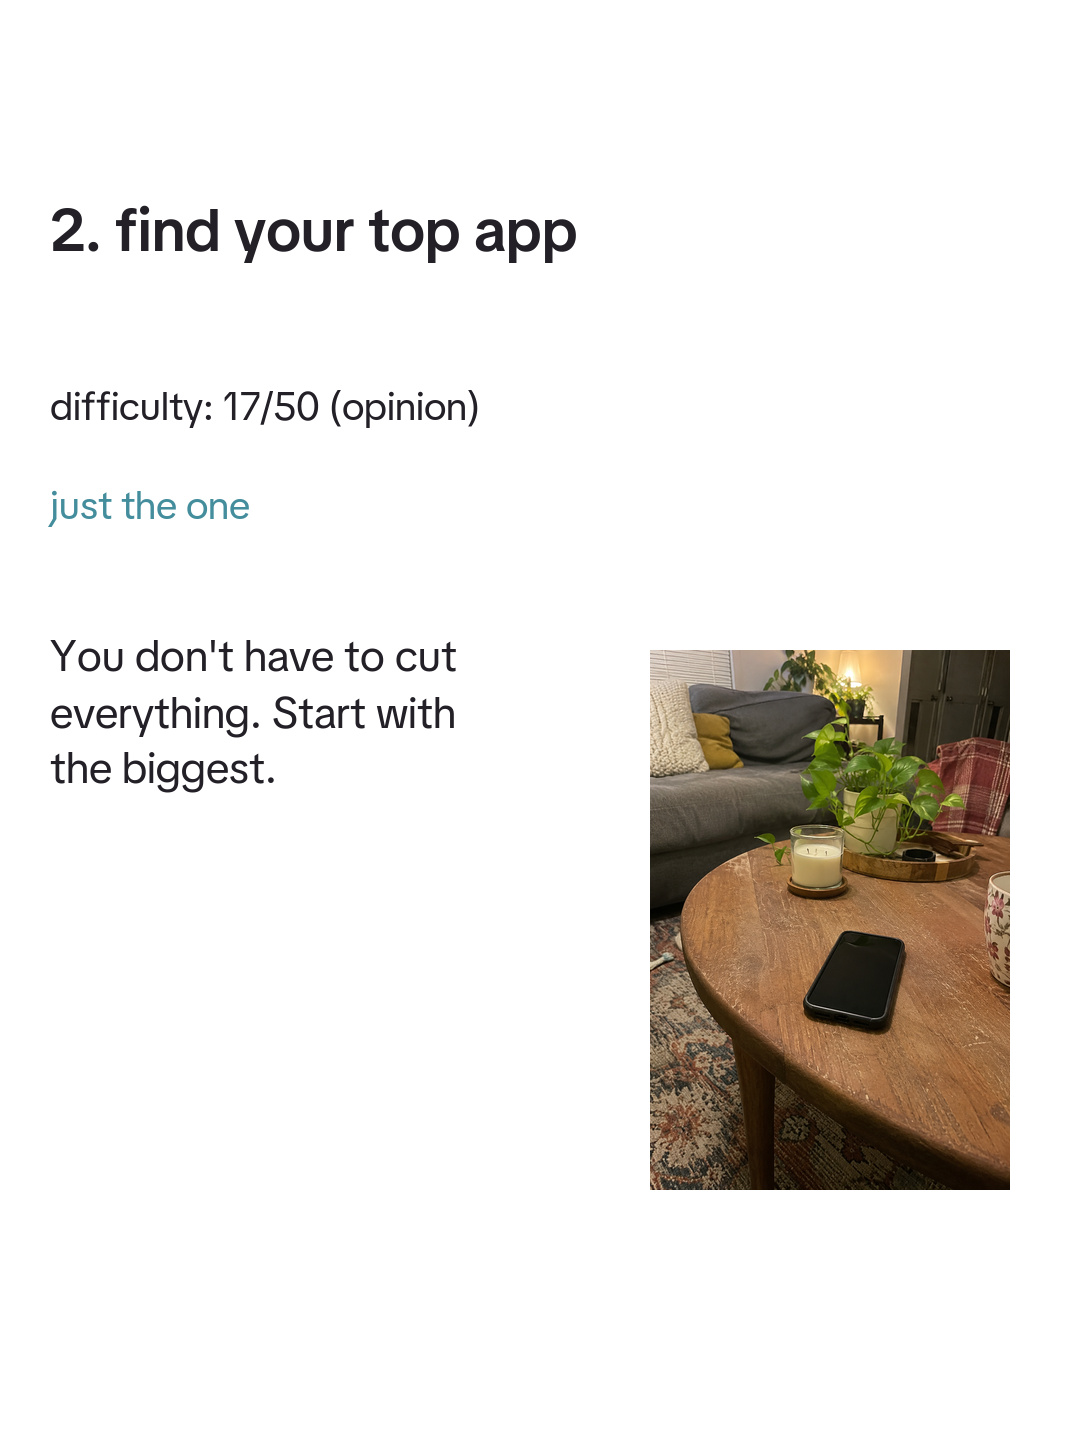 2. find your top app
difficulty: 17/50 (opinion)
just the one
You don't have to cut
everything. Start with
the biggest.